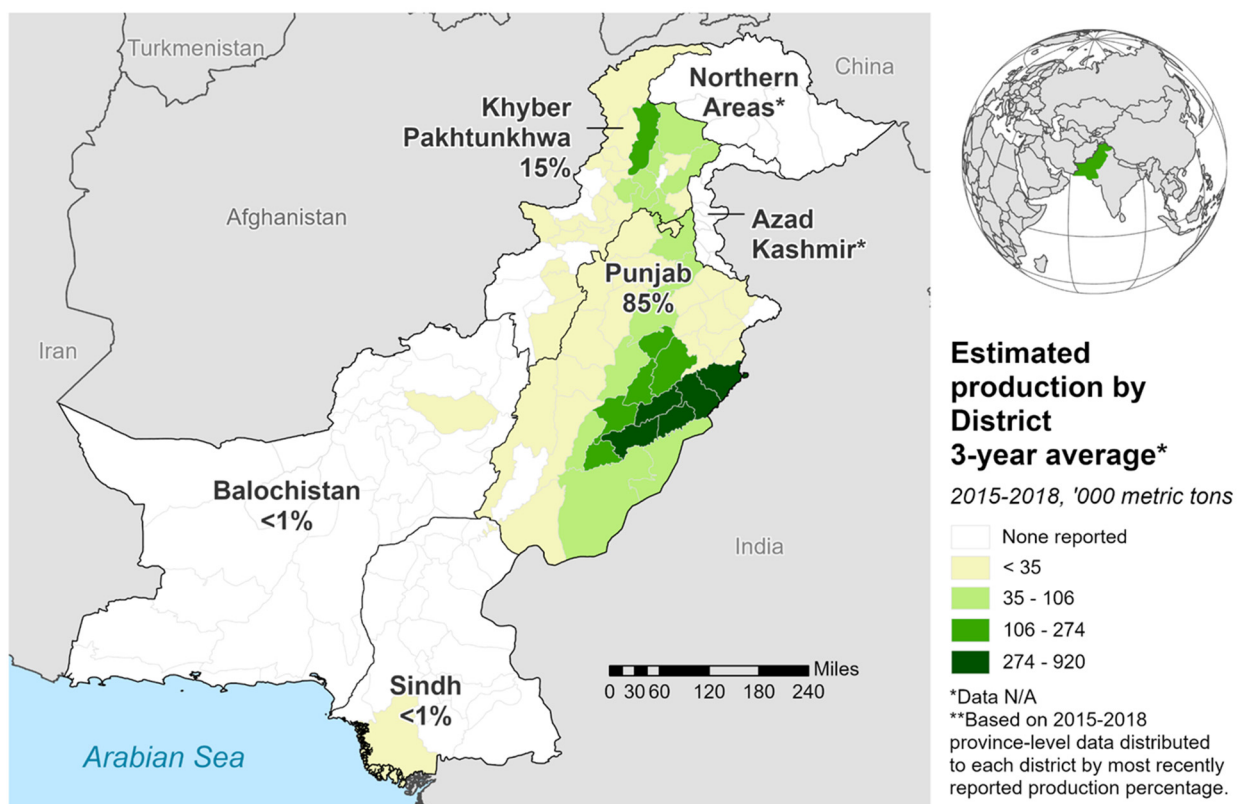 Turkmenistan
China
Northern
Areas*
Khyber
Pakhtunkhwa
15%
Afghanistan
Azad
Kashmir*
Punjab
85%
Iran
Balochistan
<1%
India
Sindh
<1%
Arabian Sea
Miles
0 30 60 120 180 240
Estimated
production by
District
3-year average*
2015-2018, '000 metric tons
None reported
< 35
35 - 106
106 - 274
274 - 920
*Data N/A
**Based on 2015-2018
province-level data distributed
to each district by most recently
reported production percentage.